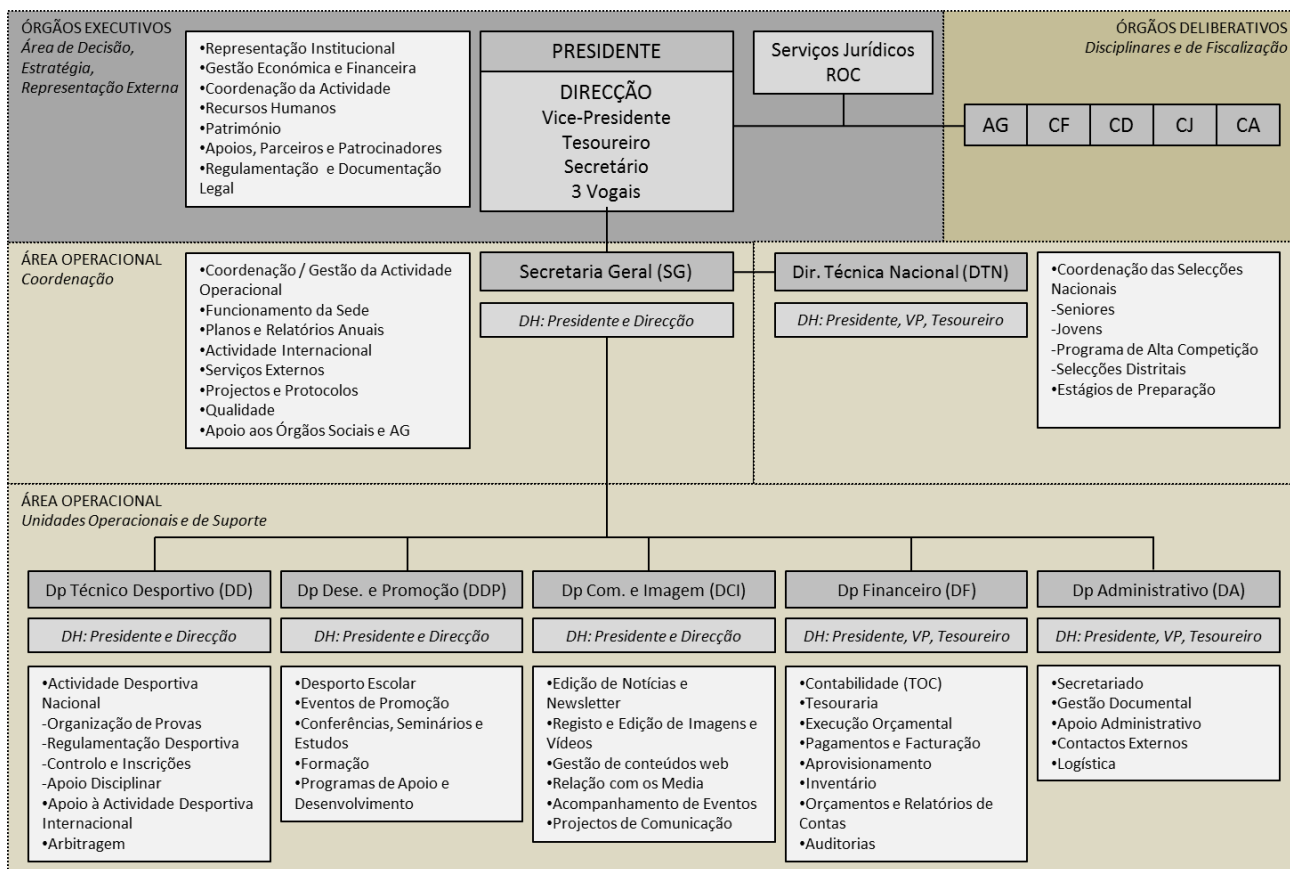 ÓRGÃOS EXECUTIVOS
Área de Decisão,
Estratégia,
Representação Externa
•Representação Institucional
•Gestão Económica e Financeira
•Coordenação da Actividade
•Recursos Humanos
•Património
•Apoios, Parceiros e Patrocinadores
•Regulamentação e Documentação
Legal
PRESIDENTE
DIRECÇÃO
Vice-Presidente
Tesoureiro
Secretário
3 Vogais
Serviços Jurídicos
ROC
ÓRGÃOS DELIBERATIVOS
Disciplinares e de Fiscalização
AG CF CD CJ CA
ÁREA OPERACIONAL
Coordenação
•Coordenação / Gestão da Actividade
Operacional
•Funcionamento da Sede
•Planos e Relatórios Anuais
•Actividade Internacional
•Serviços Externos
•Projectos e Protocolos
•Qualidade
•Apoio aos Órgãos Sociais e AG
Secretaria Geral (SG)
DH: Presidente e Direcção
Dir. Técnica Nacional (DTN)
DH: Presidente, VP, Tesoureiro
•Coordenação das Selecções
Nacionais
-Seniores
-Jovens
-Programa de Alta Competição
-Selecções Distritais
•Estágios de Preparação
ÁREA OPERACIONAL
Unidades Operacionais e de Suporte
Dp Técnico Desportivo (DD)
DH: Presidente e Direcção
•Actividade Desportiva
Nacional
-Organização de Provas
-Regulamentação Desportiva
-Controlo e Inscrições
-Apoio Disciplinar
•Apoio à Actividade Desportiva
Internacional
•Arbitragem
Dp Dese. e Promoção (DDP)
DH: Presidente e Direcção
•Desporto Escolar
•Eventos de Promoção
•Conferências, Seminários e
Estudos
•Formação
•Programas de Apoio e
Desenvolvimento
Dp Com. e Imagem (DCI)
DH: Presidente e Direcção
•Edição de Notícias e
Newsletter
•Registo e Edição de Imagens e
Vídeos
•Gestão de conteúdos web
•Relação com os Media
•Acompanhamento de Eventos
•Projectos de Comunicação
Dp Financeiro (DF)
DH: Presidente, VP, Tesoureiro
•Contabilidade (TOC)
•Tesouraria
•Execução Orçamental
•Pagamentos e Facturação
•Aprovisionamento
•Inventário
•Orçamentos e Relatórios de
Contas
•Auditorias
Dp Administrativo (DA)
DH: Presidente, VP, Tesoureiro
•Secretariado
•Gestão Documental
•Apoio Administrativo
•Contactos Externos
•Logística